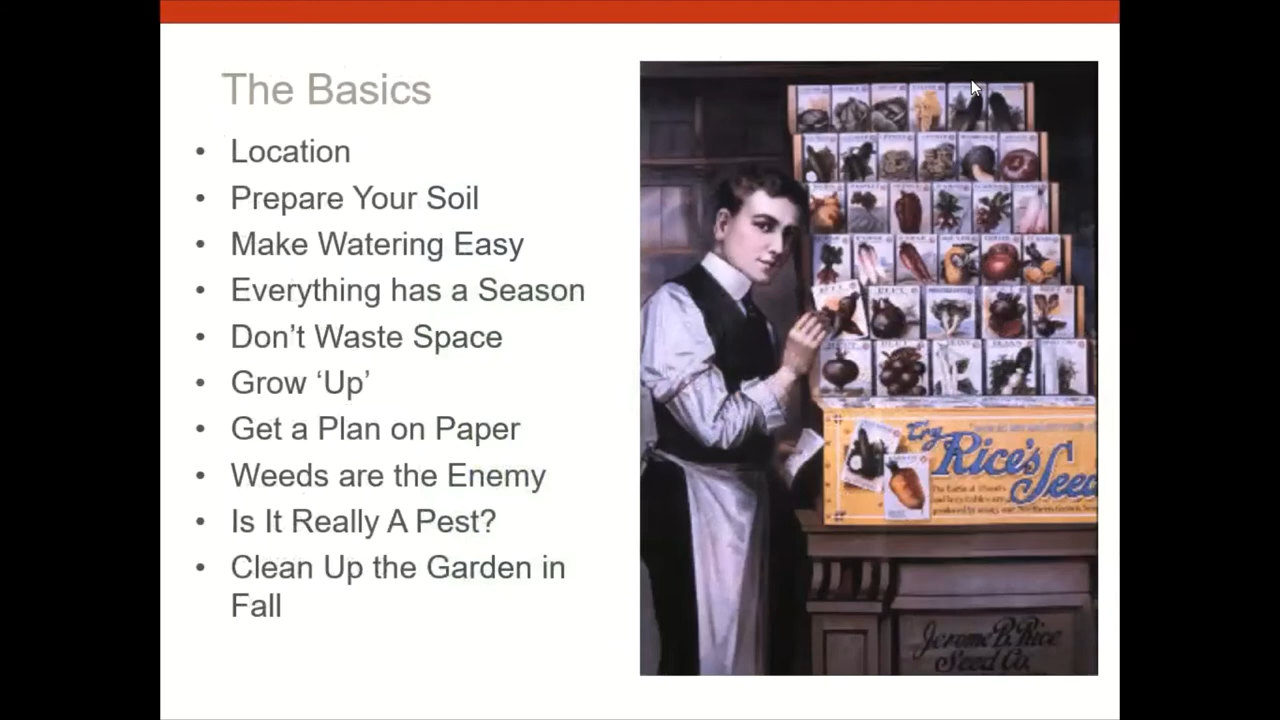 The Basics
• Location
• Prepare Your Soil
• Make Watering Easy
• Everything has a Season
• Don’t Waste Space
• Grow ‘Up’
• Get a Plan on Paper
• Weeds are the Enemy
• Is It Really A Pest?
• Clean Up the Garden in
Fall
Try
Rice's
Seed
Jerome B. Rice
Seed Co.